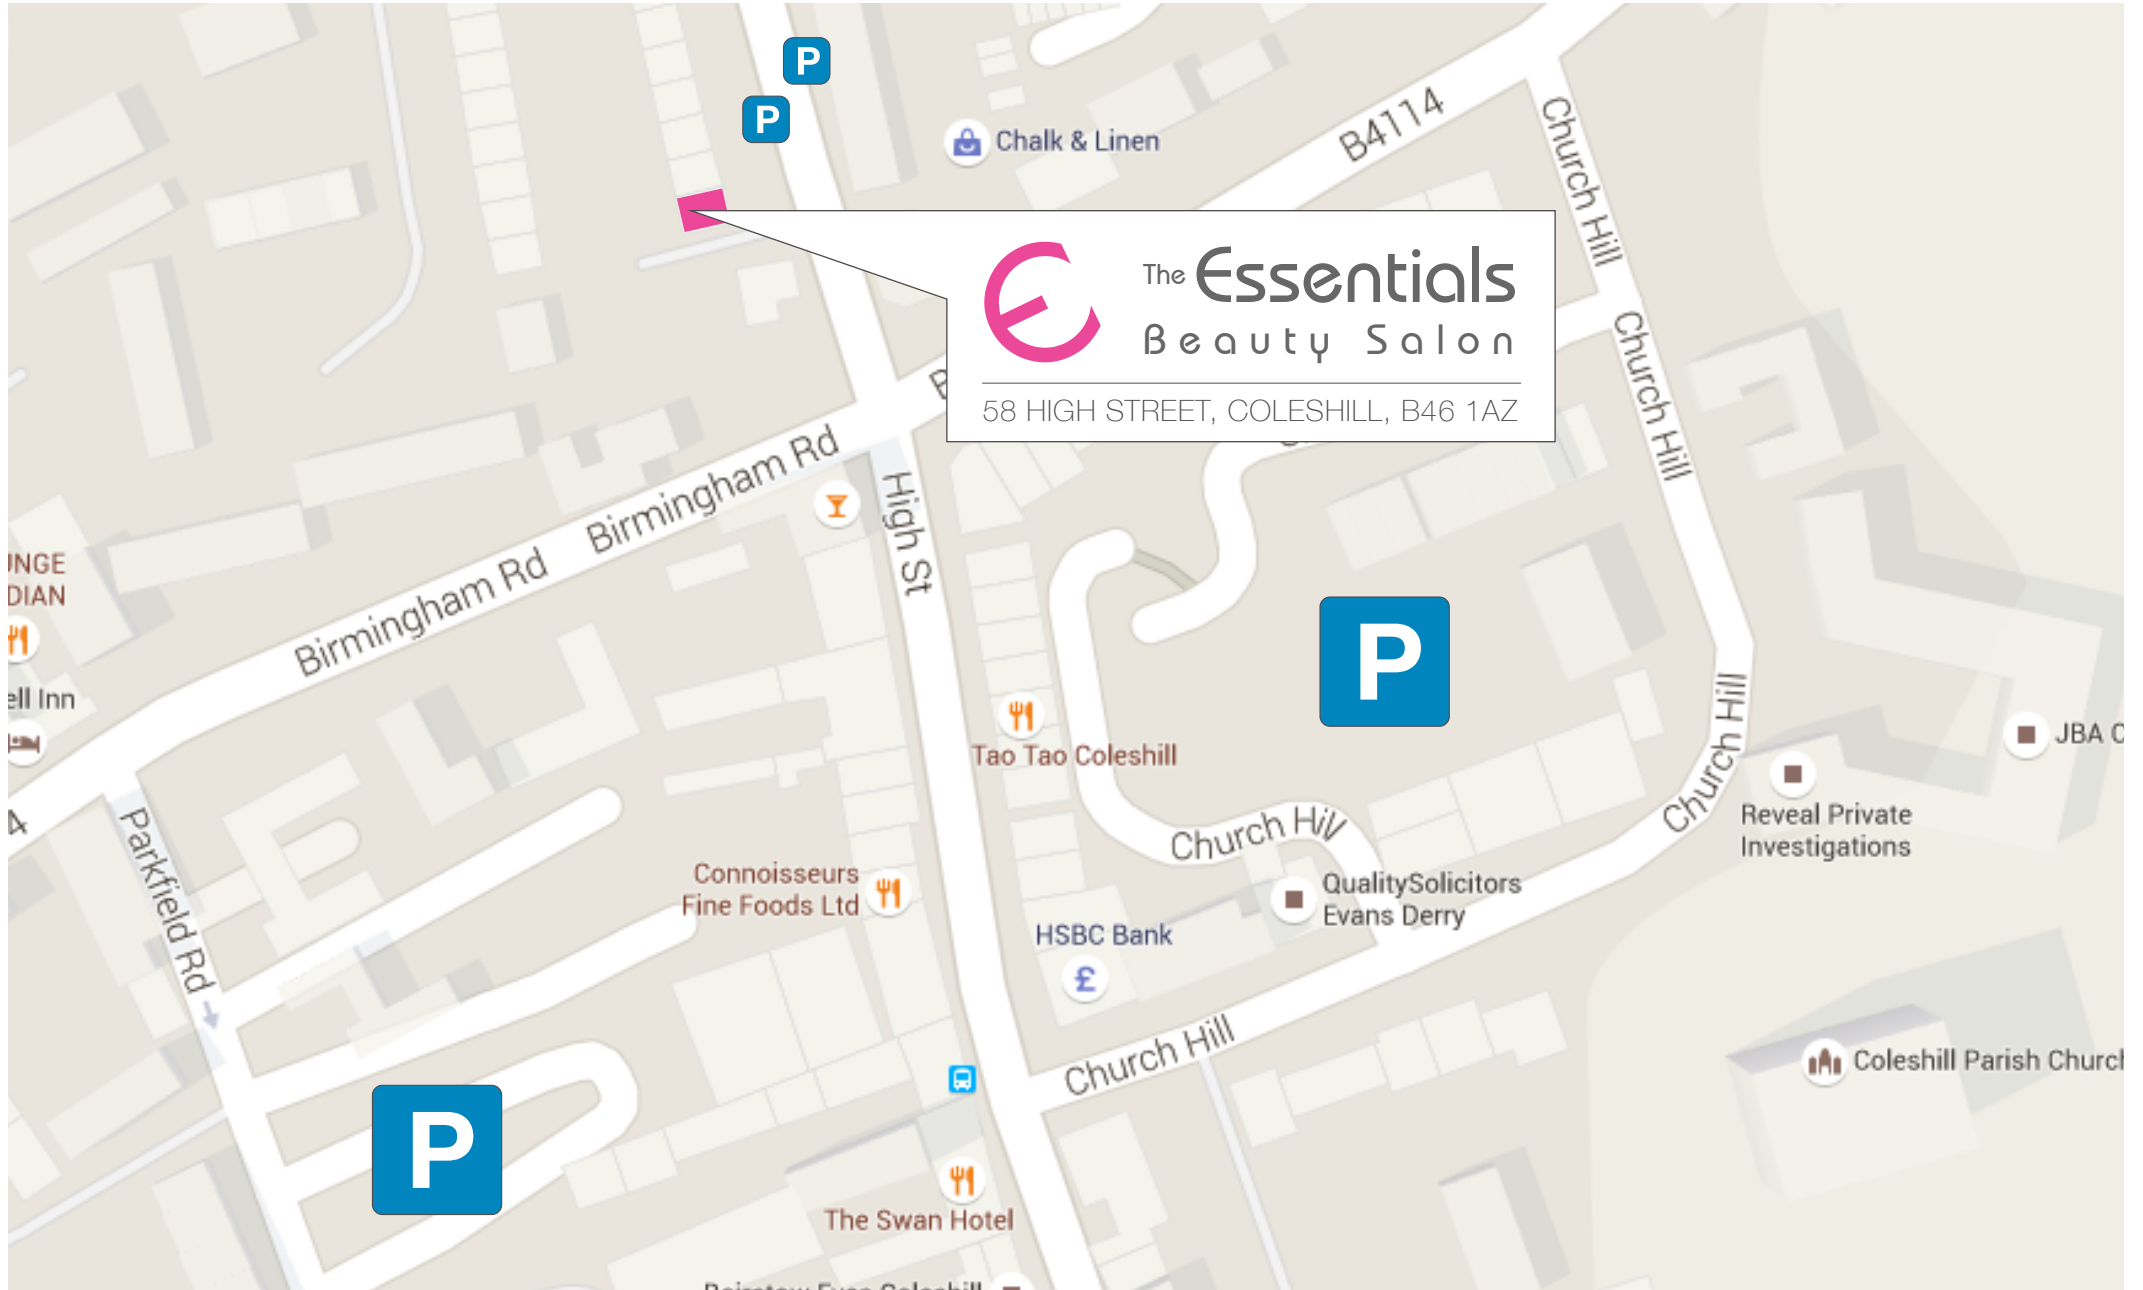 P
P
Chalk & Linen
B4114
Church Hill
The Essentials
Beauty Salon
58 HIGH STREET, COLESHILL, B46 1AZ
Church Hill
Birmingham Rd
Birmingham Rd
High St
P
ell Inn
Tao Tao Coleshill
Church Hill
JBA C
Reveal Private
Investigations
Parkfield Rd
Church Hill
Connoisseurs
Fine Foods Ltd
QualitySolicitors
Evans Derry
HSBC Bank
£
Church Hill
Coleshill Parish Church
P
The Swan Hotel